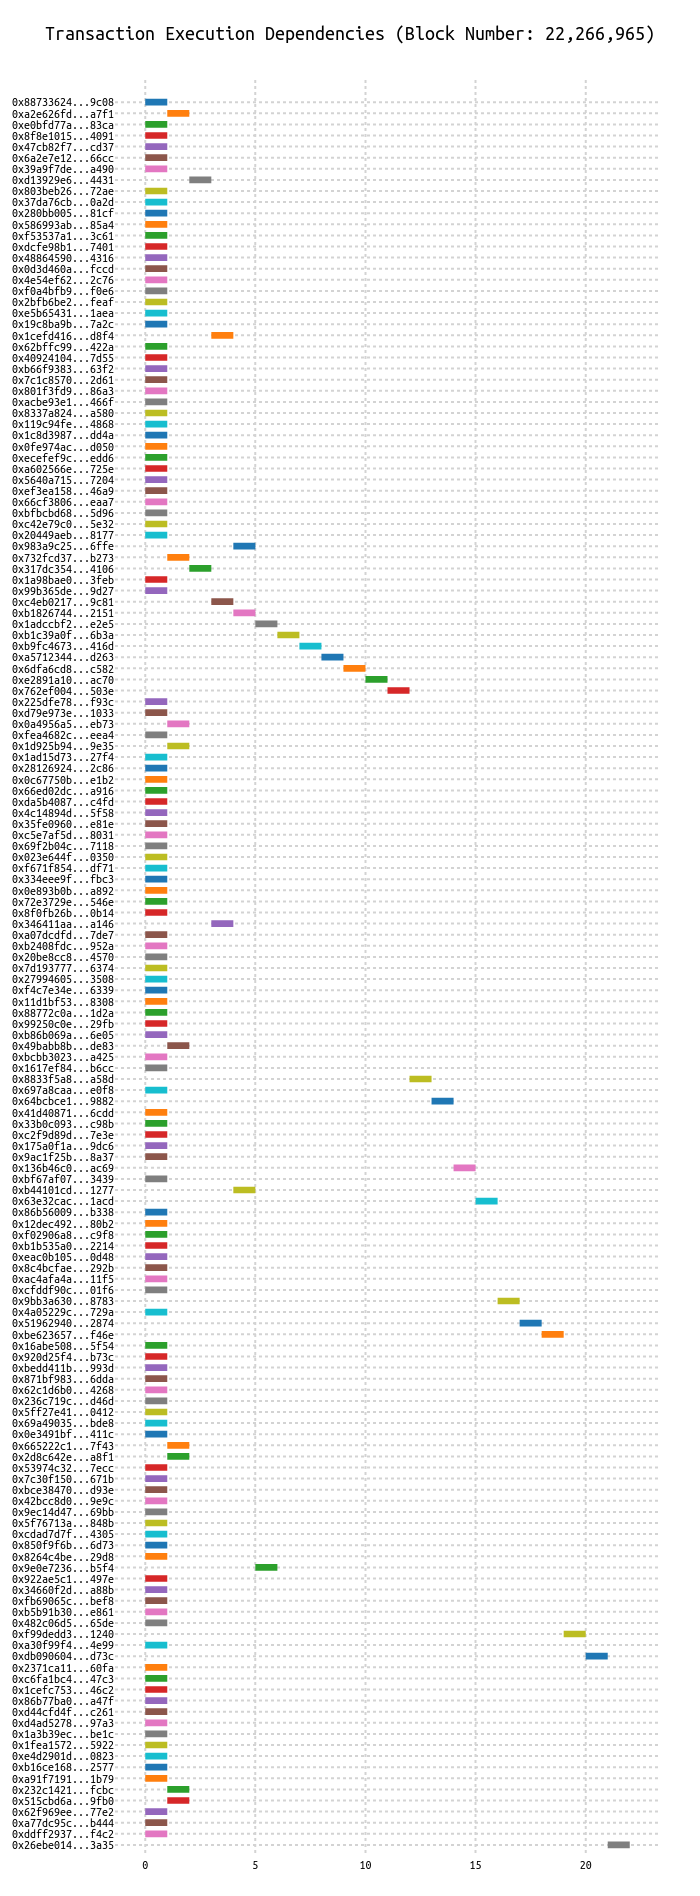 Transaction Execution Dependencies (Block Number: 22,266,965)
0x88733624...9c08
0xa2e626fd...a7f1
0xe0bfd77a...83ca
0x8f8e1015...4091
0x47cb82f7...cd37
0x6a2e7e12...66cc
0x39a9f7de...a490
0xd13929e6...4431
0x803beb26...72ae
0x37da76cb...0a2d
0x280bb005...81cf
0x586993ab...85a4
0xf53537a1...3c61
0xdcfe98b1...7401
0x48864590...4316
0x0d3d460a...fccd
0x4e54ef62...2c76
0xf0a4bfb9...f0e6
0x2bfb6be2...feaf
0xe5b65431...1aea
0x19c8ba9b...7a2c
0x1cefd416...d8f4
0x62bffc99...422a
0x40924104...7d55
0xb66f9383...63f2
0x7c1c8570...2d61
0x801f3fd9...86a3
0xacbe93e1...466f
0x8337a824...a580
0x119c94fe...4868
0x1c8d3987...dd4a
0x0fe974ac...d050
0xecefef9c...edd6
0xa602566e...725e
0x5640a715...7204
0xef3ea158...46a9
0x66cf3806...eaa7
0xbfbcbd68...5d96
0xc42e79c0...5e32
0x20449aeb...8177
0x983a9c25...6ffe
0x732fcd37...b273
0x317dc354...4106
0x1a98bae0...3feb
0x99b365de...9d27
0xc4eb0217...9c81
0xb1826744...2151
0x1adccbf2...e2e5
0xb1c39a0f...6b3a
0xb9fc4673...416d
0xa5712344...d263
0x6dfa6cd8...c582
0xe2891a10...ac70
0x762ef004...503e
0x225dfe78...f93c
0xd79e973e...1033
0x0a4956a5...eb73
0xfea4682c...eea4
0x1d925b94...9e35
0x1ad15d73...27f4
0x28126924...2c86
0x0c67750b...e1b2
0x66ed02dc...a916
0xda5b4087...c4fd
0x4c14894d...5f58
0x35fe0960...e81e
0xc5e7af5d...8031
0x69f2b04c...7118
0x023e644f...0350
0xf671f854...df71
0x334eee9f...fbc3
0x0e893b0b...a892
0x72e3729e...546e
0x8f0fb26b...0b14
0x346411aa...a146
0xa07dcdfd...7de7
0xb2408fdc...952a
0x20be8cc8...4570
0x7d193777...6374
0x27994605...3508
0xf4c7e34e...6339
0x11d1bf53...8308
0x88772c0a...1d2a
0x99250c0e...29fb
0xb86b069a...6e05
0x49babb8b...de83
0xbcbb3023...a425
0x1617ef84...b6cc
0x8833f5a8...a58d
0x697a8caa...e0f8
0x64bcbce1...9882
0x41d40871...6cdd
0x33b0c093...c98b
0xc2f9d89d...7e3e
0x175a0f1a...9dc6
0x9ac1f25b...8a37
0x136b46c0...ac69
0xbf67af07...3439
0xb44101cd...1277
0x63e32cac...1acd
0x86b56009...b338
0x12dec492...80b2
0xf02906a8...c9f8
0xb1b535a0...2214
0xeac0b105...0d48
0x8c4bcfae...292b
0xac4afa4a...11f5
0xcfddf90c...01f6
0x9bb3a630...8783
0x4a05229c...729a
0x51962940...2874
0xbe623657...f46e
0x16abe508...5f54
0x920d25f4...b73c
0xbedd411b...993d
0x871bf983...6dda
0x62c1d6b0...4268
0x236c719c...d46d
0x5ff27e41...0412
0x69a49035...bde8
0x0e3491bf...411c
0x665222c1...7f43
0x2d8c642e...a8f1
0x53974c32...7ecc
0x7c30f150...671b
0xbce38470...d93e
0x42bcc8d0...9e9c
0x9ec14d47...69bb
0x5f76713a...848b
0xcdad7d7f...4305
0x850f9f6b...6d73
0x8264c4be...29d8
0x9e0e7236...b5f4
0x922ae5c1...497e
0x34660f2d...a88b
0xfb69065c...bef8
0xb5b91b30...e861
0x482c06d5...65de
0xf99dedd3...1240
0xa30f99f4...4e99
0xdb090604...d73c
0x2371ca11...60fa
0xc6fa1bc4...47c3
0x1cefc753...46c2
0x86b77ba0...a47f
0xd44cfd4f...c261
0xd4ad5278...97a3
0x1a3b39ec...be1c
0x1fea1572...5922
0xe4d2901d...0823
0xb16ce168...2577
0xa91f7191...1b79
0x232c1421...fcbc
0x515cbd6a...9fb0
0x62f969ee...77e2
0xa77dc95c...b444
0xddff2937...f4c2
0x26ebe014...3a35
0 5 10 15 20